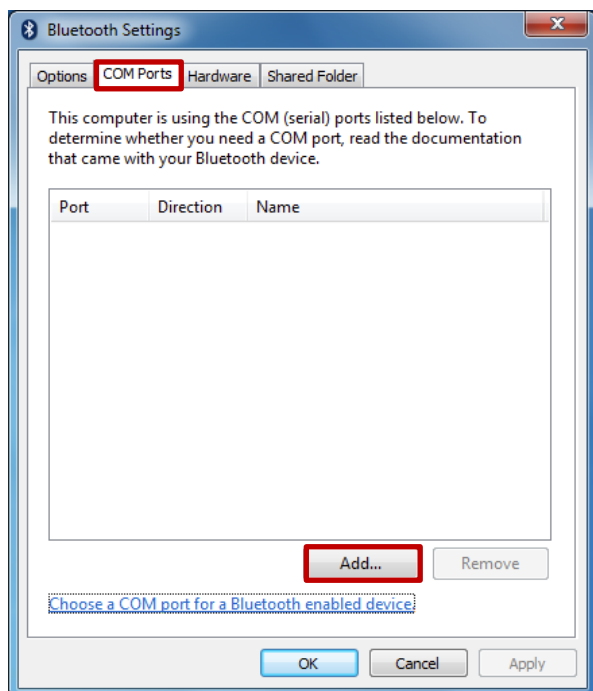 Bluetooth Settings
Options COM Ports Hardware Shared Folder
This computer is using the COM (serial) ports listed below. To
determine whether you need a COM port, read the documentation
that came with your Bluetooth device.
Port Direction Name
Add... Remove
Choose a COM port for a Bluetooth enabled device.
OK Cancel Apply